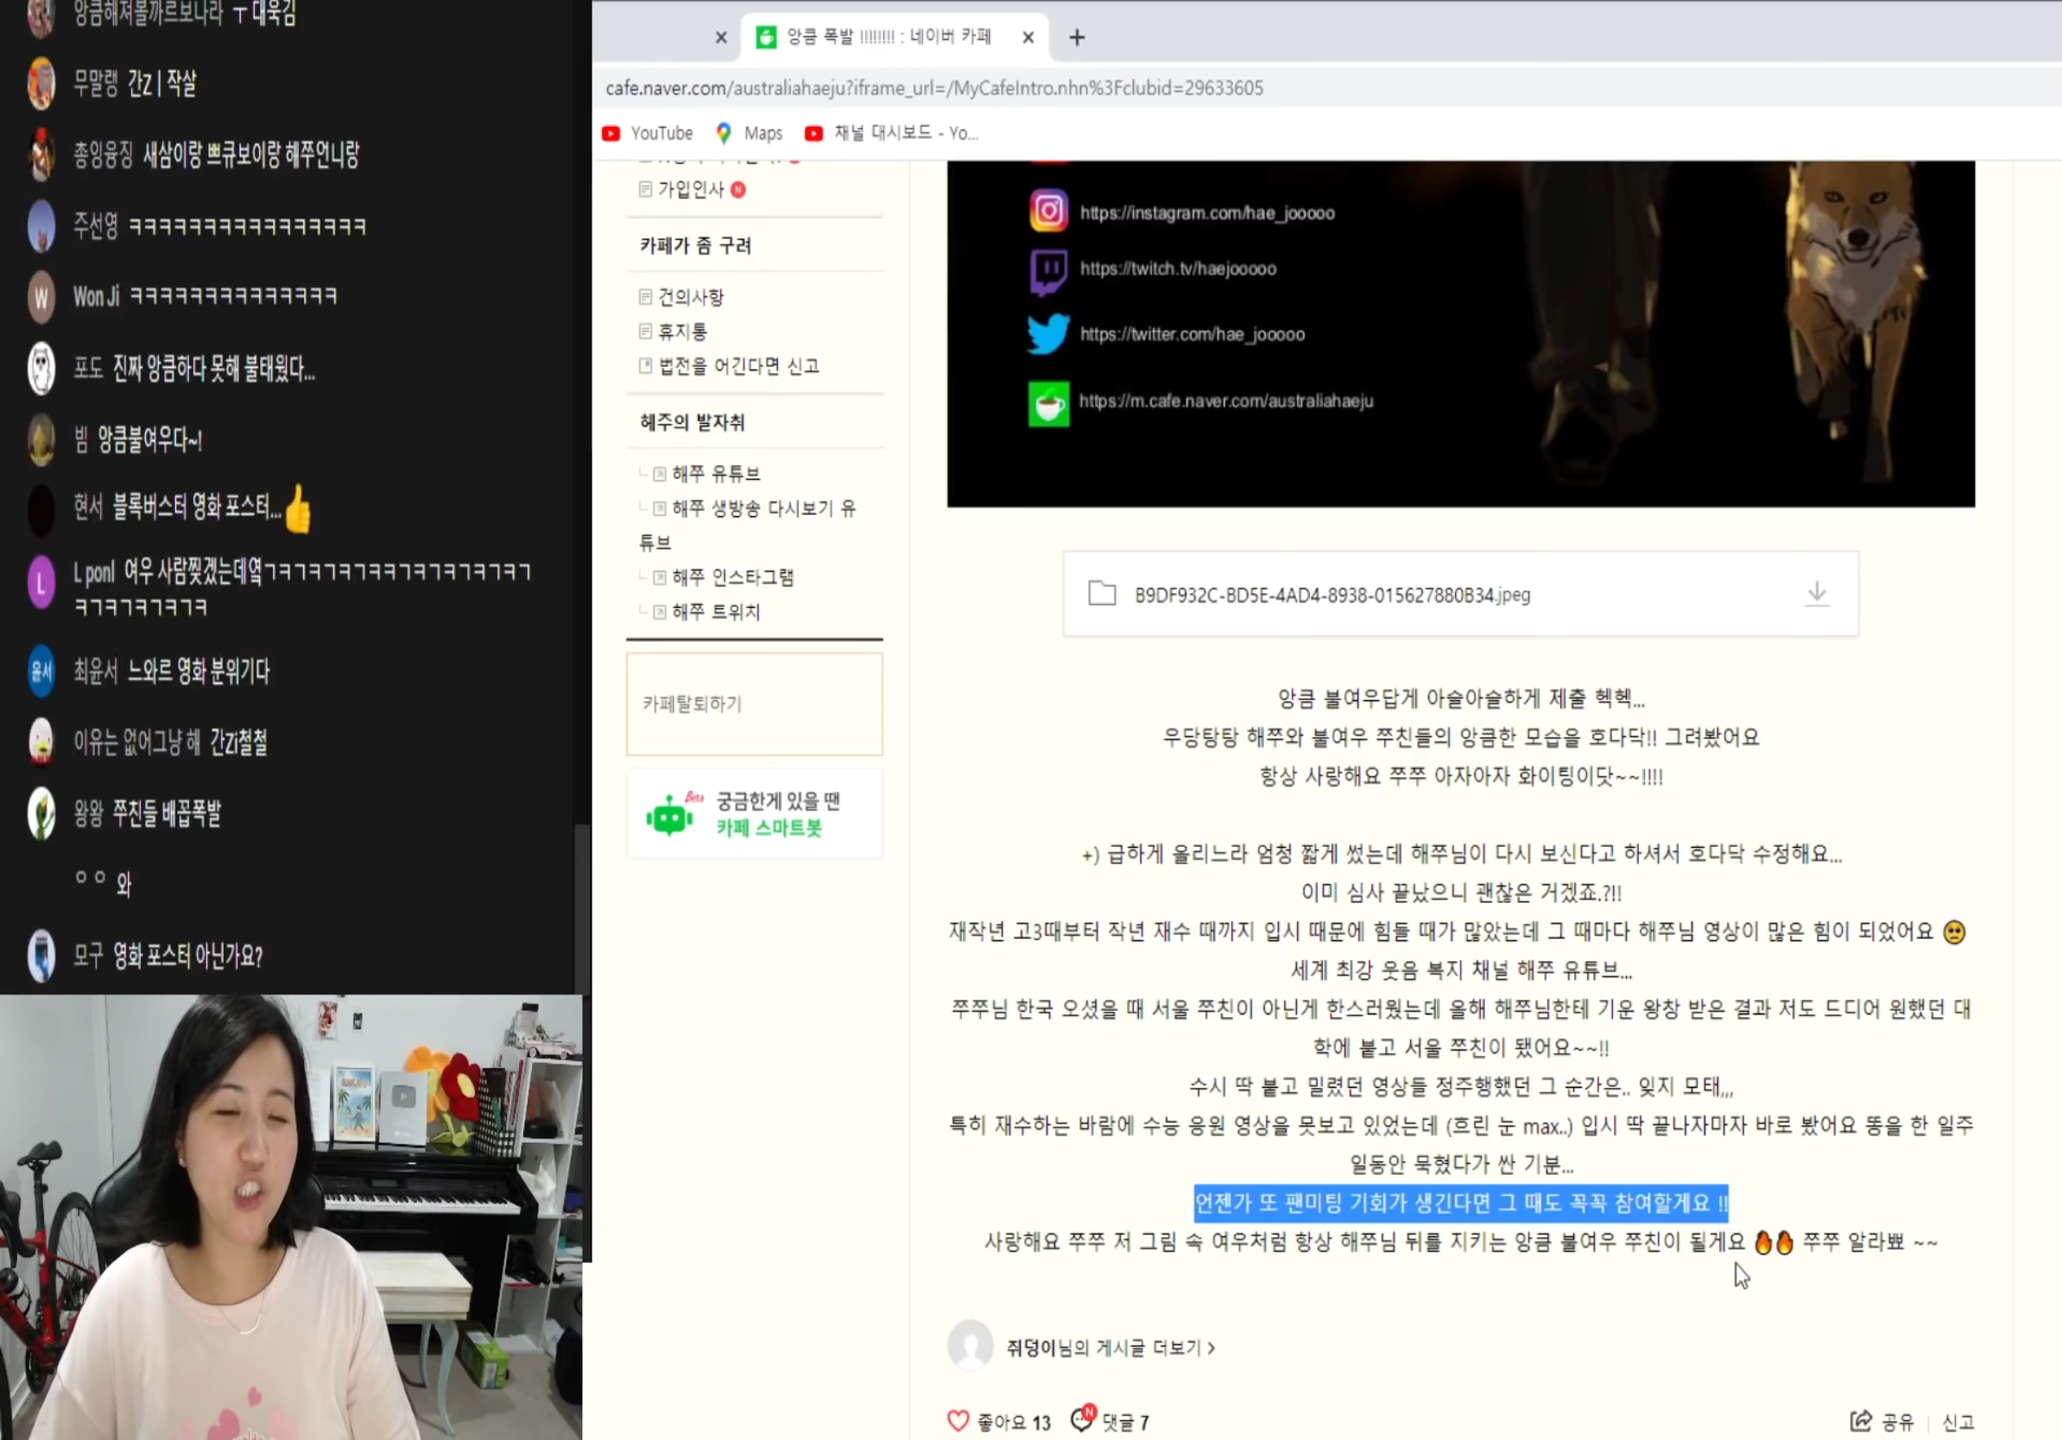 앙큼해져볼까르보나라 ㅜ 대욱김
무말랭 간Z | 작살
총잉융징 새삼이랑 쁘큐보이랑 해쭈언니랑
주선영 ㅋㅋㅋㅋㅋㅋㅋㅋㅋㅋㅋㅋㅋㅋㅋㅋ
W Won Ji ㅋㅋㅋㅋㅋㅋㅋㅋㅋㅋㅋㅋㅋㅋ
포도 진짜 앙큼하다 못해 불태웠다...
빔 앙큼불여우다~!
현서 블록버스터 영화 포스터...👍
L L ponl 여우 사람찢겠는데옄ㄱㅋㄱㅋㄱㅋㄱㅋㅋㄱㅋㄱㅋㄱㅋㄱㅋㄱ
ㅋㄱㅋㄱㅋㄱㅋㄱㅋ
윤서 최윤서 느와르 영화 분위기다
이유는 없어그냥 해 간Zi철철
왕왕 쭈친들 배꼽폭발
ㅇㅇ 와
모구 영화 포스터 아닌가요?
앙큼 폭발 !!!!!!!! : 네이버 카페
cafe.naver.com/australiahaeju?iframe_url=/MyCafeIntro.nhn%3Fclubid=29633605
YouTube Maps 채널 대시보드 - Yo...
가입인사 N
카페가 좀 구려
건의사항
휴지통
법전을 어긴다면 신고
헤주의 발자취
해쭈 유튜브
해쭈 생방송 다시보기 유
튜브
해쭈 인스타그램
해쭈 트위치
카페탈퇴하기
Beta 궁금한게 있을 땐
카페 스마트봇
https://instagram.com/hae_jooooo
https://twitch.tv/haejooooo
https://twitter.com/hae_jooooo
https://m.cafe.naver.com/australiahaeju
B9DF932C-BD5E-4AD4-8938-015627880B34.jpeg
앙큼 불여우답게 아슬아슬하게 제출 헥헥...
우당탕탕 해쭈와 불여우 쭈친들의 앙큼한 모습을 호다닥!! 그려봤어요
항상 사랑해요 쭈쭈 아자아자 화이팅이닷~~!!!!
+) 급하게 올리느라 엄청 짧게 썼는데 해쭈님이 다시 보신다고 하셔서 호다닥 수정해요...
이미 심사 끝났으니 괜찮은 거겠죠.?!!
재작년 고3때부터 작년 재수 때까지 입시 때문에 힘들 때가 많았는데 그 때마다 해쭈님 영상이 많은 힘이 되었어요 🥺
세계 최강 웃음 복지 채널 해쭈 유튜브...
쭈쭈님 한국 오셨을 때 서울 쭈친이 아닌게 한스러웠는데 올해 해쭈님한테 기운 왕창 받은 결과 저도 드디어 원했던 대
학에 붙고 서울 쭈친이 됐어요~~!!
수시 딱 붙고 밀렸던 영상들 정주행했던 그 순간은.. 잊지 모태,,,
특히 재수하는 바람에 수능 응원 영상을 못보고 있었는데 (흐린 눈 max..) 입시 딱 끝나자마자 바로 봤어요 똥을 한 일주
일동안 묵혔다가 싼 기분...
언젠가 또 팬미팅 기회가 생긴다면 그 때도 꼭꼭 참여할게요 !!
사랑해요 쭈쭈 저 그림 속 여우처럼 항상 해쭈님 뒤를 지키는 앙큼 불여우 쭈친이 될게요 🔥🔥 쭈쭈 알라뾰 ~~
쥐덩이님의 게시글 더보기 >
좋아요 13 N 댓글 7
공유 | 신고